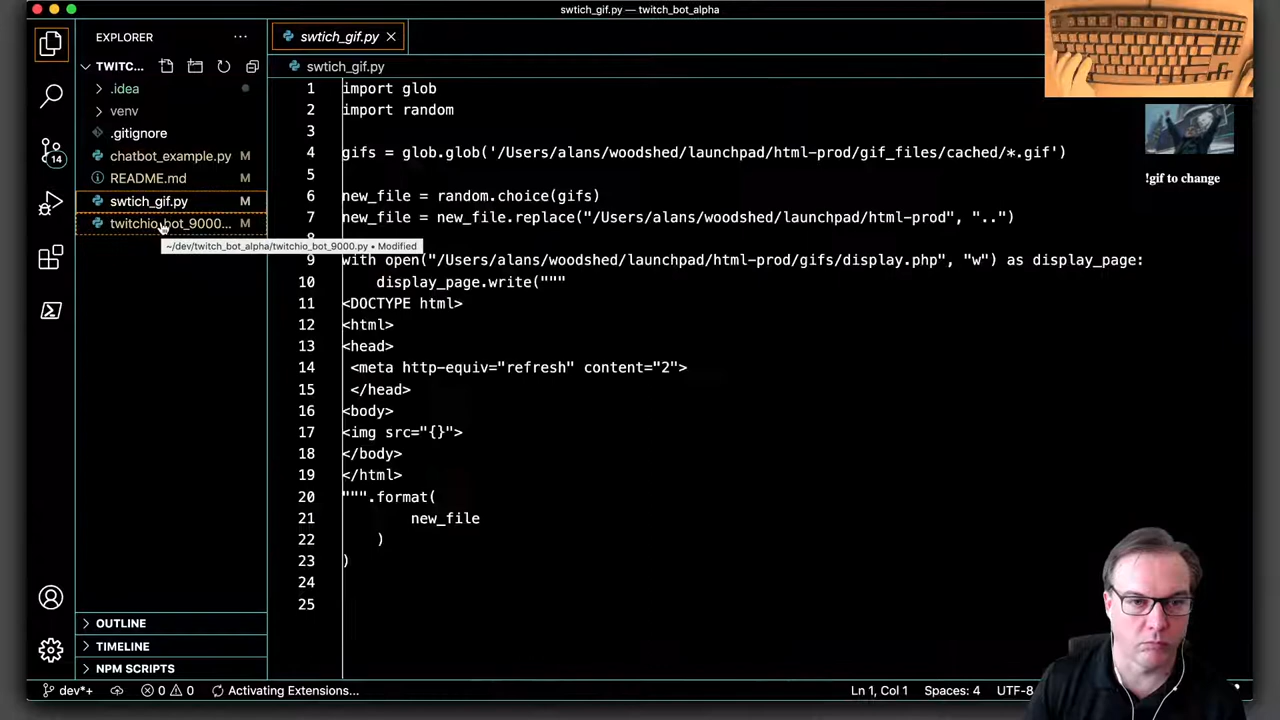 swtich_gif.py — twitch_bot_alpha
EXPLORER
TWITC...
.idea
venv
.gitignore
chatbot_example.py M
README.md M
swtich_gif.py M
twitchio_bot_9000... M
~/dev/twitch_bot_alpha/twitchio_bot_9000.py • Modified
14
OUTLINE
TIMELINE
NPM SCRIPTS
swtich_gif.py
swtich_gif.py
1 import glob
2 import random
3
4 gifs = glob.glob('/Users/alans/woodshed/launchpad/html-prod/gif_files/cached/*.gif')
5
6 new_file = random.choice(gifs)
7 new_file = new_file.replace("/Users/alans/woodshed/launchpad/html-prod", "..")
9 with open("/Users/alans/woodshed/launchpad/html-prod/gifs/display.php", "w") as display_page:
10 display_page.write("""
11 <DOCTYPE html>
12 <html>
13 <head>
14 <meta http-equiv="refresh" content="2">
15 </head>
16 <body>
17 <img src="{}">
18 </body>
19 </html>
20 """.format(
21 new_file
22 )
23 )
24
25
!gif to change
dev*+ 0 0 Activating Extensions... Ln 1, Col 1 Spaces: 4 UTF-8